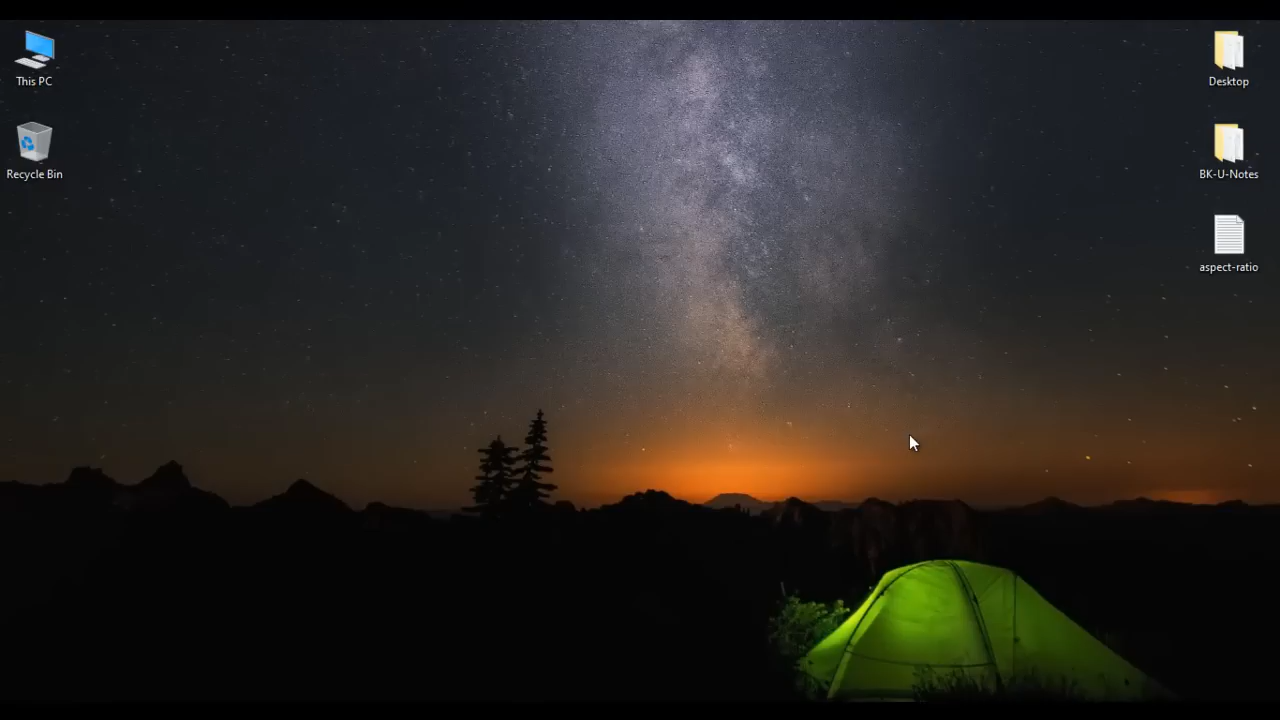 This PC
Recycle Bin
Desktop
BK-U-Notes
aspect-ratio